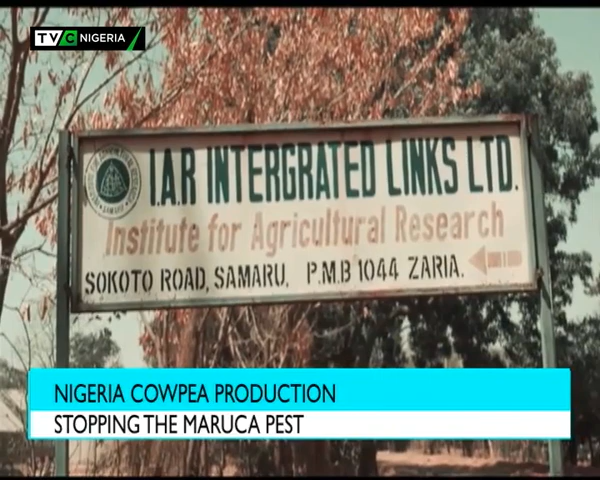 TVC NIGERIA
I.A.R INTERGRATED LINKS LTD.
Institute for Agricultural Research
SOKOTO ROAD, SAMARU, P.M.B 1044 ZARIA.
NIGERIA COWPEA PRODUCTION
STOPPING THE MARUCA PEST